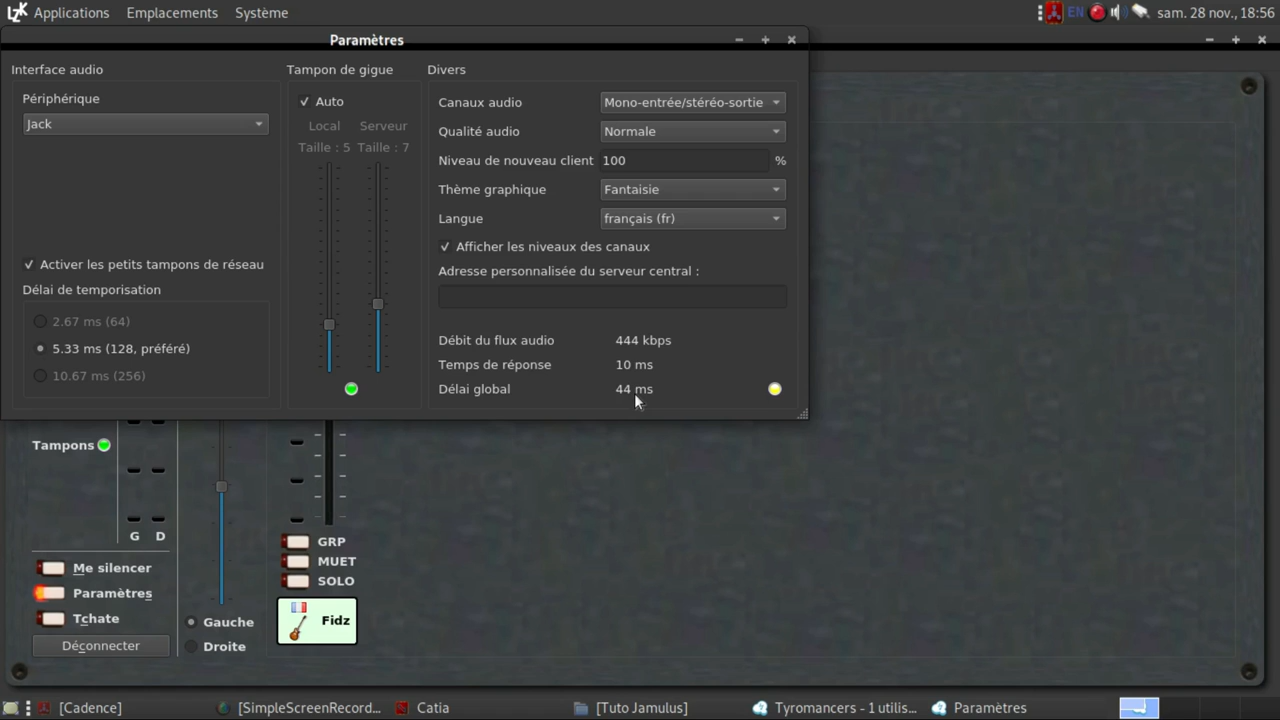 Applications Emplacements Système EN sam. 28 nov., 18:56
Paramètres
Interface audio Tampon de gigue Divers
Périphérique
Jack
Auto
Local Serveur
Taille : 5 Taille : 7
Canaux audio Mono-entrée/stéréo-sortie
Qualité audio Normale
Niveau de nouveau client 100 %
Thème graphique Fantaisie
Langue français (fr)
Afficher les niveaux des canaux
Adresse personnalisée du serveur central :
Activer les petits tampons de réseau
Délai de temporisation
2.67 ms (64)
5.33 ms (128, préféré)
10.67 ms (256)
Débit du flux audio 444 kbps
Temps de réponse 10 ms
Délai global 44 ms
Tampons
G D
Me silencer
Paramètres
Tchate
Déconnecter
Gauche
Droite
GRP
MUET
SOLO
Fidz
[Cadence] [SimpleScreenRecord... Catia [Tuto Jamulus] Tyromancers - 1 utilis... Paramètres